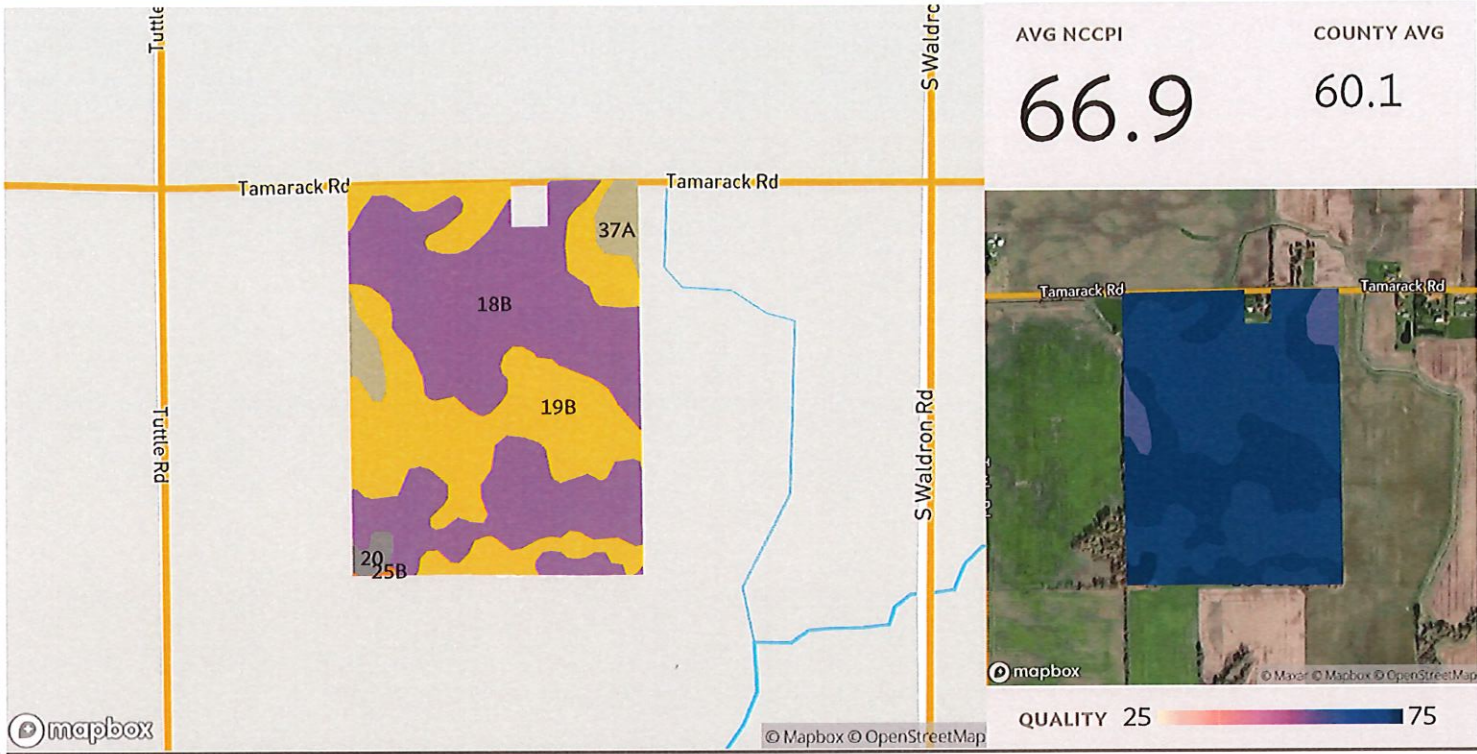 Tuttle
S Waldrc
Tamarack Rd
Tamarack Rd
37A
18B
19B
Tuttle Rd
S Waldron Rd
20
25B
mapbox
© Mapbox © OpenStreetMap
AVG NCCPI
COUNTY AVG
66.9
60.1
Tamarack Rd
Tamarack Rd
mapbox
© Maxar © Mapbox © OpenStreetMap
QUALITY 25
75